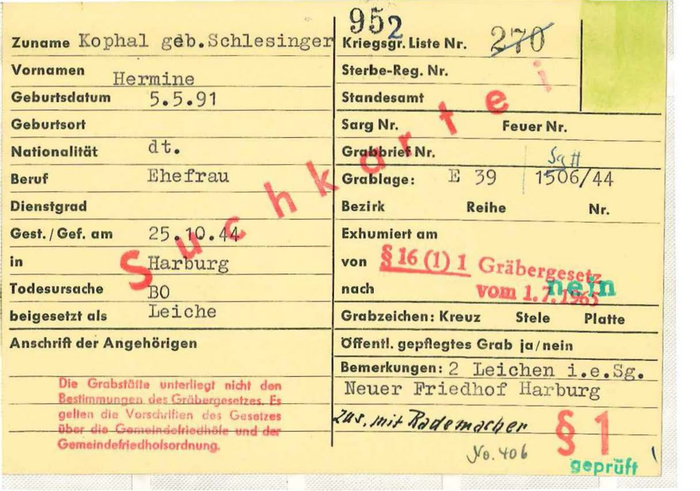 952
Zuname Kophal geb.Schlesinger
Kriegsgr. Liste Nr. 270
Vornamen Hermine
Sterbe-Reg. Nr.
Geburtsdatum 5.5.91
Standesamt
Geburtsort
Sarg Nr. Feuer Nr.
Nationalität dt.
Grabbrief Nr.
Beruf Ehefrau
Grablage: E 39 1506/44
Dienstgrad
Bezirk Reihe Nr.
Gest./Gef. am 25.10.44
Exhumiert am
in Harburg
von § 16 (1) 1 Gräbergesetz
vom 1.7.1965
Todesursache BO
nach nein
beigesetzt als Leiche
Grabzeichen: Kreuz Stele Platte
Anschrift der Angehörigen
Öffentl. gepflegtes Grab ja/nein
Bemerkungen: 2 Leichen i.e.Sg.
Neuer Friedhof Harburg
zus. mit Rademacher
No. 406
§ 1
geprüft
Suchkartei
Die Grabstätte unterliegt nicht den
Bestimmungen des Gräbergesetzes. Es
gelten die Vorschriften des Gesetzes
über die Gemeindefriedhöfe und der
Gemeindefriedhofsordnung.